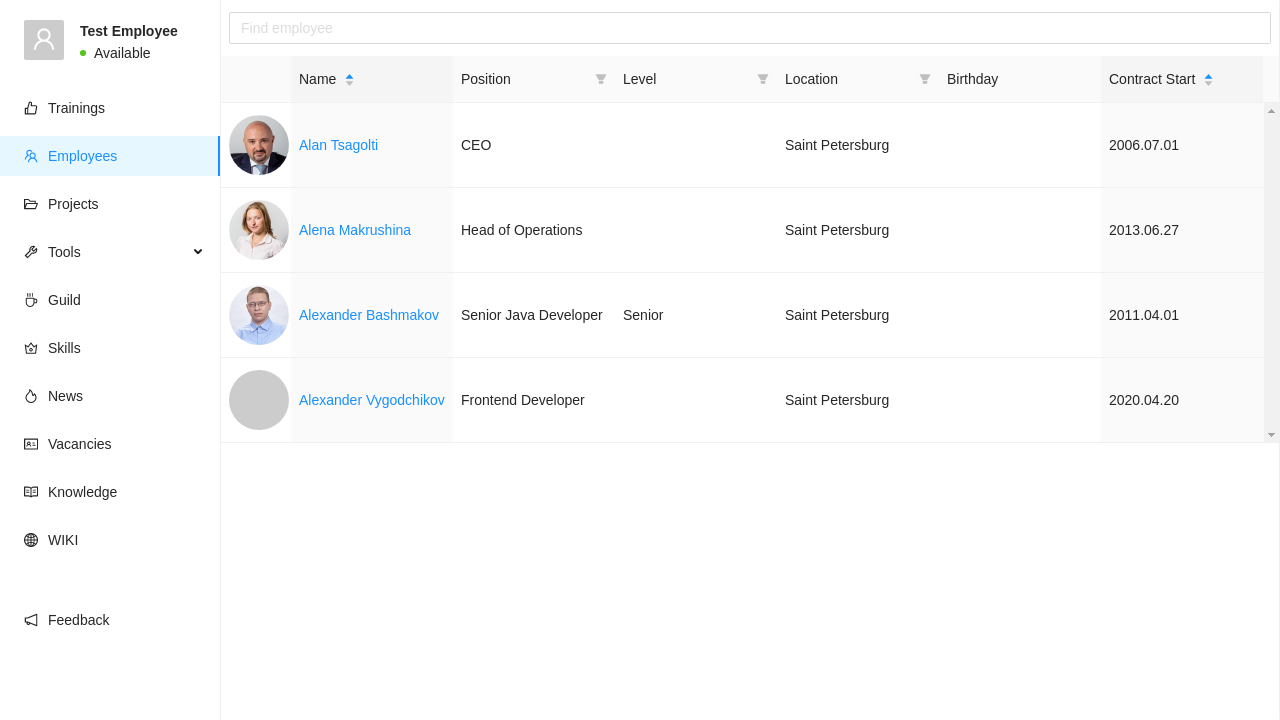 Test Employee
Available
Trainings
Employees
Projects
Tools
Guild
Skills
News
Vacancies
Knowledge
WIKI
Feedback
Find employee
Name Position Level Location Birthday Contract Start
Alan Tsagolti CEO Saint Petersburg 2006.07.01
Alena Makrushina Head of Operations Saint Petersburg 2013.06.27
Alexander Bashmakov Senior Java Developer Senior Saint Petersburg 2011.04.01
Alexander Vygodchikov Frontend Developer Saint Petersburg 2020.04.20